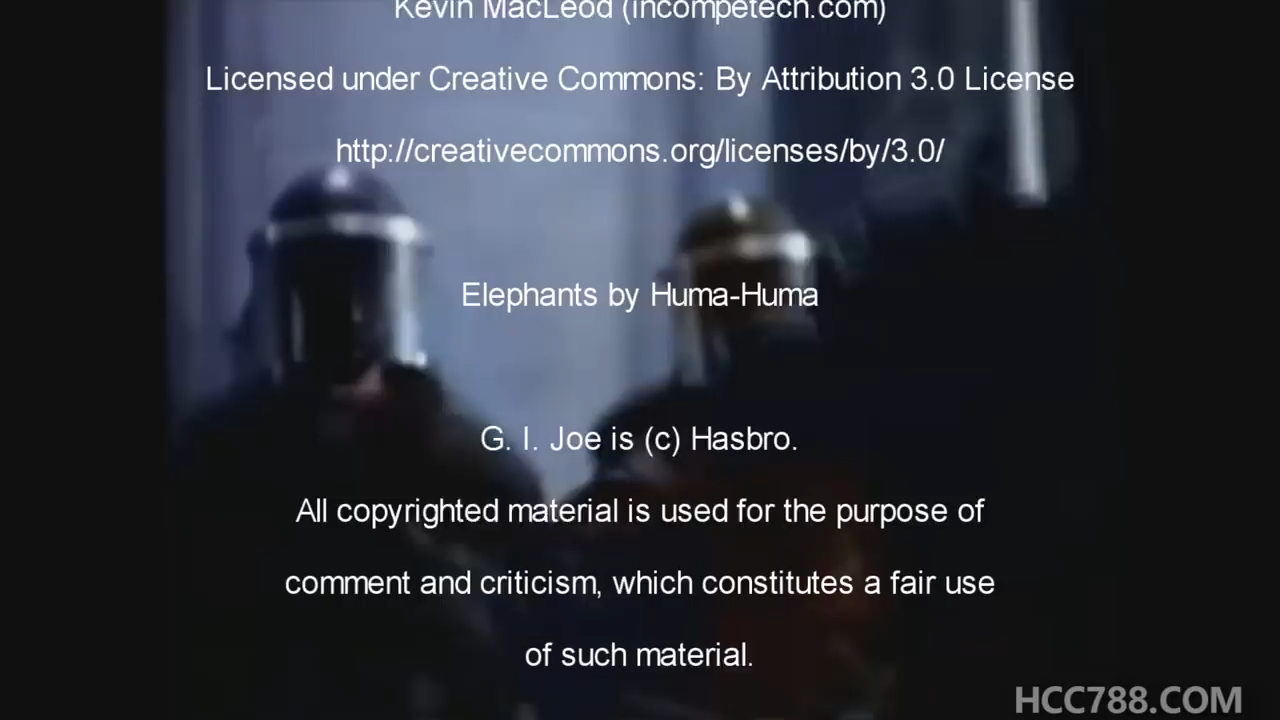 Kevin MacLeod (incompetech.com)
Licensed under Creative Commons: By Attribution 3.0 License
http://creativecommons.org/licenses/by/3.0/
Elephants by Huma-Huma
G. I. Joe is (c) Hasbro.
All copyrighted material is used for the purpose of
comment and criticism, which constitutes a fair use
of such material.
HCC788.COM